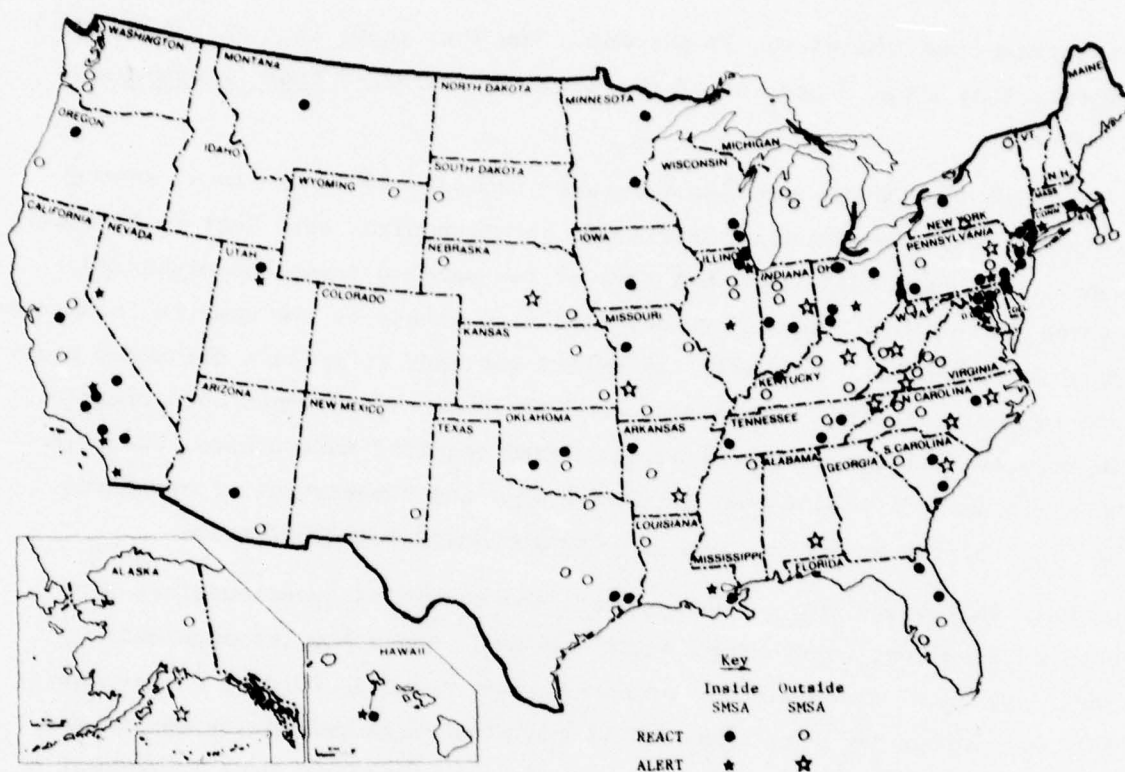 WASHINGTON
MONTANA
NORTH DAKOTA
MINNESOTA
MAINE
OREGON
IDAHO
WYOMING
SOUTH DAKOTA
WISCONSIN
MICHIGAN
VT.
N.H.
MASS
CONN
NEW YORK
CALIFORNIA
NEVADA
UTAH
NEBRASKA
IOWA
ILLINOIS
INDIANA
PENNSYLVANIA
COLORADO
KANSAS
MISSOURI
KENTUCKY
W.VA.
VIRGINIA
ARIZONA
NEW MEXICO
TEXAS
OKLAHOMA
ARKANSAS
TENNESSEE
N CAROLINA
S. CAROLINA
ALABAMA
GEORGIA
LOUISIANA
MISSISSIPPI
FLORIDA
ALASKA
HAWAII
Key
Inside Outside
SMSA SMSA
REACT
ALERT